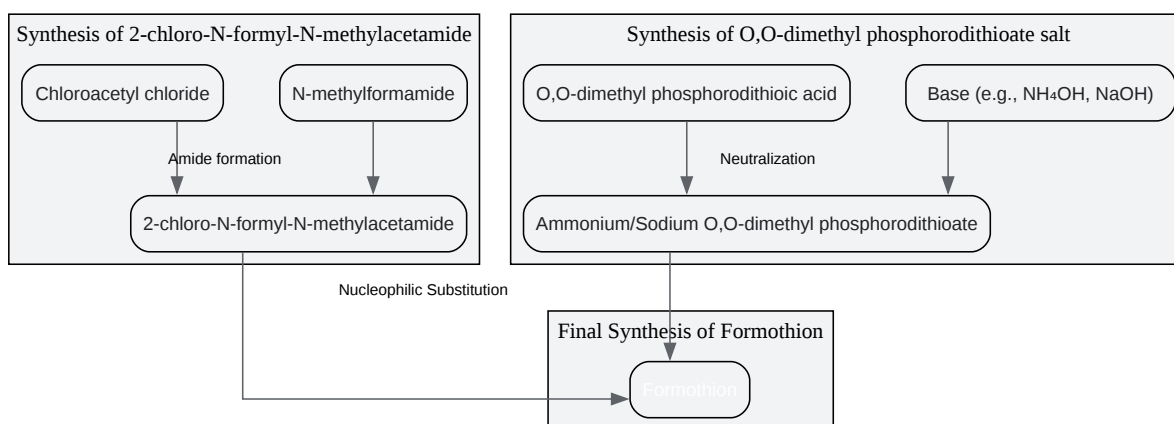 Synthesis of 2-chloro-N-formyl-N-methylacetamide
Chloroacetyl chloride
N-methylformamide
Amide formation
2-chloro-N-formyl-N-methylacetamide
Synthesis of O,O-dimethyl phosphorodithioate salt
O,O-dimethyl phosphorodithioic acid
Base (e.g., NH₄OH, NaOH)
Neutralization
Ammonium/Sodium O,O-dimethyl phosphorodithioate
Nucleophilic Substitution
Final Synthesis of Formothion
Formothion